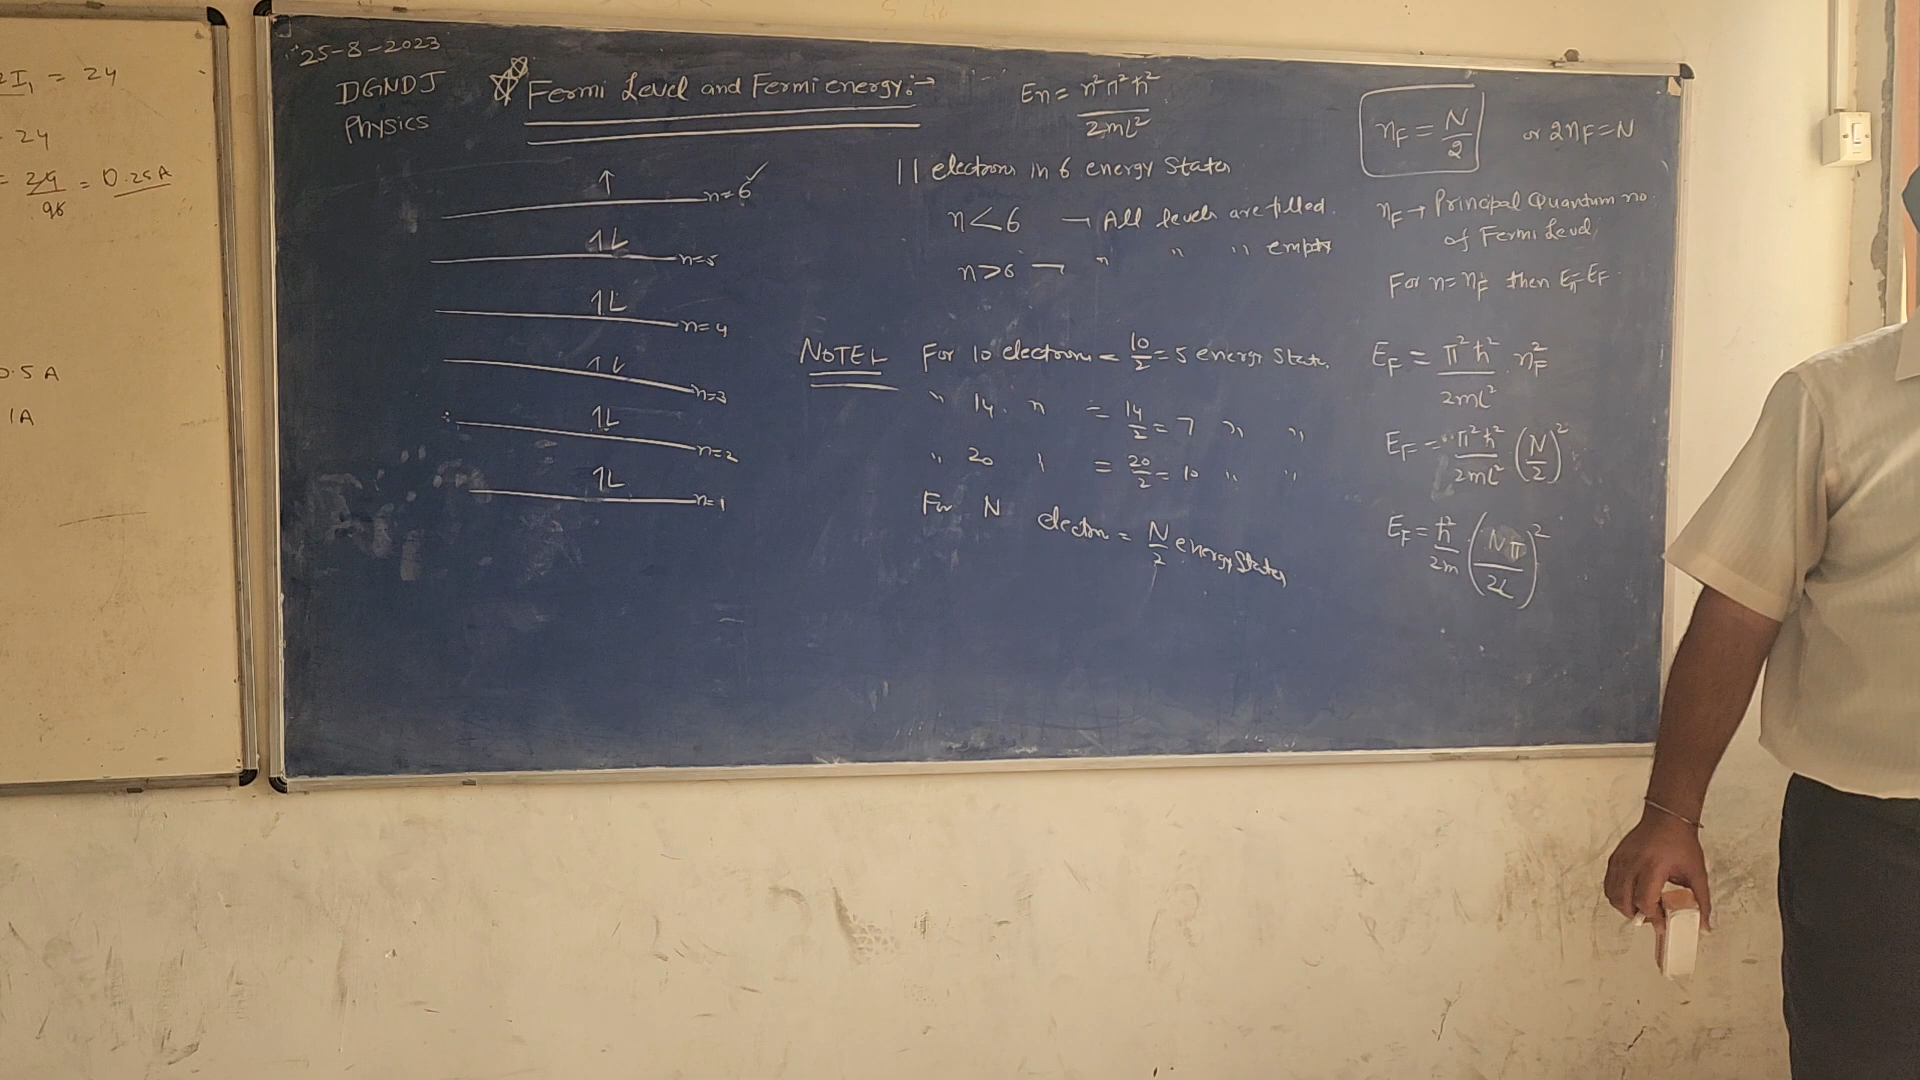 2I₁ = 24
24
= 24/96 = 0.25A
0.5A
1A
25-8-2023
DGNDJ
Physics
Fermi Level and Fermi energy:→
n=6 ✓
↑
n=5
↑L
n=4
↑L
n=3
↑L
n=2
↑L
n=1
↑L
En = n²π²ħ²/2mL²
11 electrons in 6 energy States
n<6 → All levels are filled.
n>6 → " " " empty
NOTE:- For 10 electrons = 10/2 = 5 energy State.
" 14 " = 14/2 = 7 " "
" 20 " = 20/2 = 10 " "
For N electron = N/2 energy States
nF = N/2 or 2nF=N
nF → Principal Quantum no.
of Fermi Level
For n=nF then En=EF
EF = π²ħ²/2mL² . nF²
EF = π²ħ²/2mL² (N/2)²
EF = ħ²/2m (Nπ/2L)²